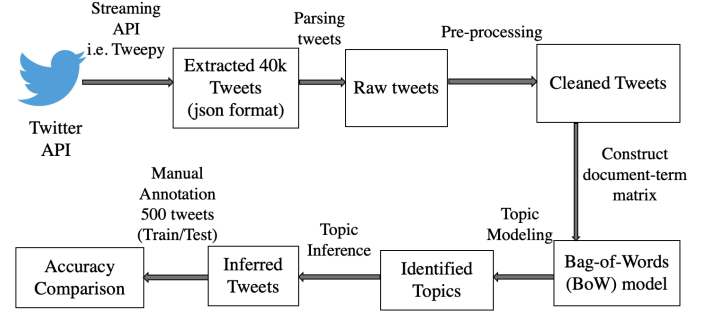 Streaming
API
i.e. Tweepy
Twitter
API
Extracted 40k
Tweets
(json format)
Parsing
tweets
Raw tweets
Pre-processing
Cleaned Tweets
Construct
document-term
matrix
Bag-of-Words
(BoW) model
Topic
Modeling
Identified
Topics
Topic
Inference
Inferred
Tweets
Manual
Annotation
500 tweets
(Train/Test)
Accuracy
Comparison